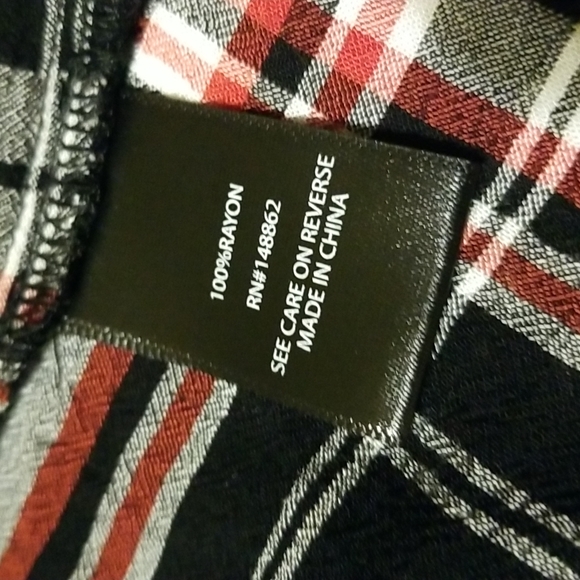 100%RAYON
RN#148862
SEE CARE ON REVERSE
MADE IN CHINA